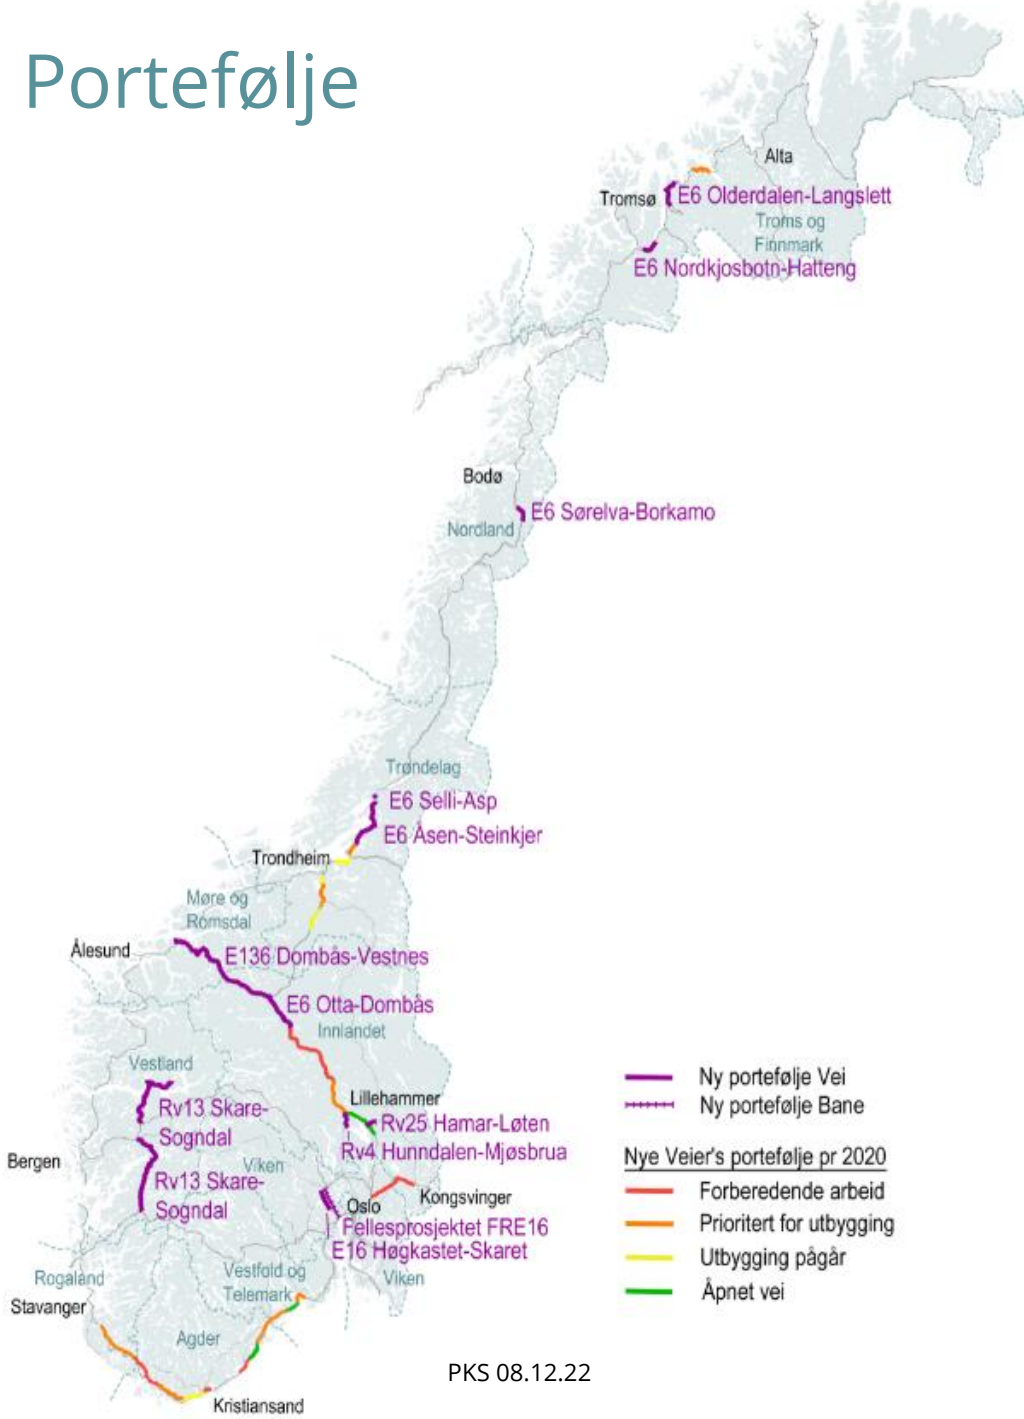 Portefølje
Alta
Tromsø
E6 Olderdalen-Langslett
Troms og
Finnmark
E6 Nordkjosbotn-Hatteng
Bodø
E6 Sørelva-Borkamo
Nordland
Trøndelag
E6 Selli-Asp
E6 Åsen-Steinkjer
Trondheim
Møre og
Romsdal
Ålesund
E136 Dombås-Vestnes
E6 Otta-Dombås
Innlandet
Vestland
Lillehammer
Rv13 Skare-
Sogndal
Rv25 Hamar-Løten
Rv4 Hunndalen-Mjøsbrua
Bergen
Viken
Rv13 Skare-
Sogndal
Oslo
Kongsvinger
Fellesprosjektet FRE16
E16 Høgkastet-Skaret
Rogaland
Vestfold og
Telemark
Viken
Stavanger
Agder
Kristiansand
Ny portefølje Vei
Ny portefølje Bane
Nye Veier's portefølje pr 2020
Forberedende arbeid
Prioritert for utbygging
Utbygging pågår
Åpnet vei
PKS 08.12.22